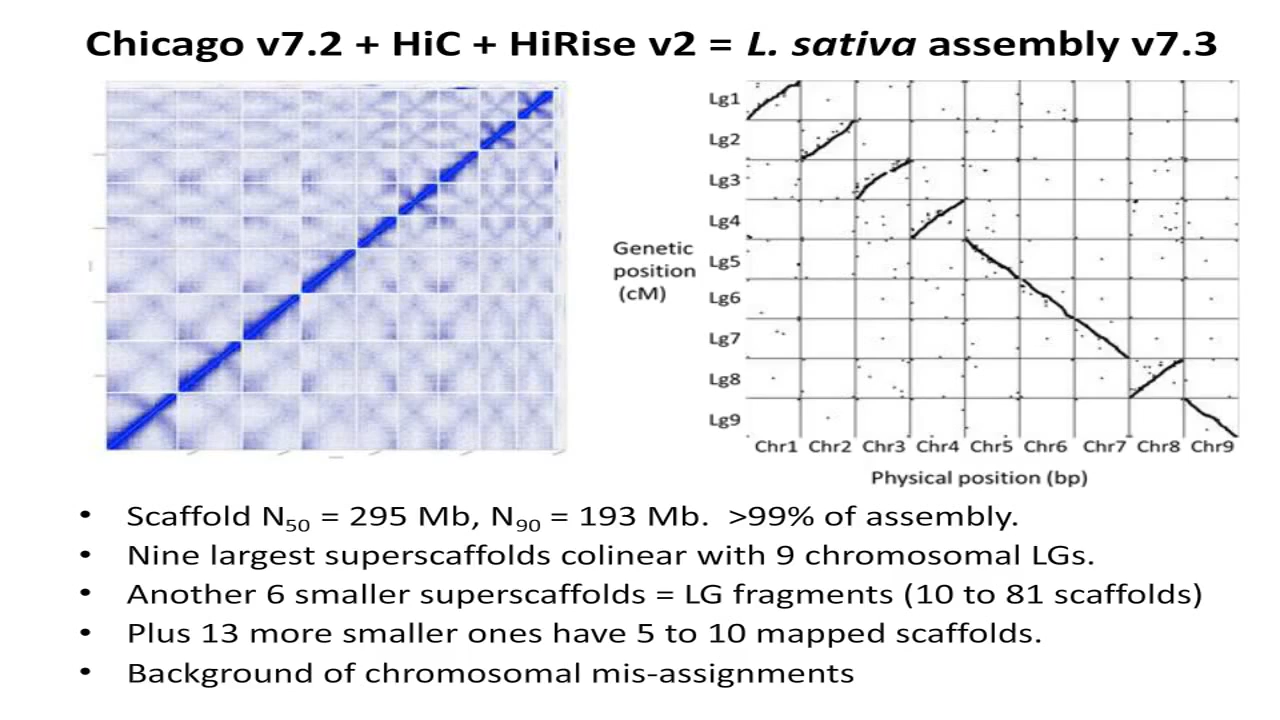 Chicago v7.2 + HiC + HiRise v2 = L. sativa assembly v7.3
Lg1
Lg2
Lg3
Lg4
Lg5
Lg6
Lg7
Lg8
Lg9
Genetic
position
(cM)
Chr1 Chr2 Chr3 Chr4 Chr5 Chr6 Chr7 Chr8 Chr9
Physical position (bp)
• Scaffold N50 = 295 Mb, N90 = 193 Mb. >99% of assembly.
• Nine largest superscaffolds colinear with 9 chromosomal LGs.
• Another 6 smaller superscaffolds = LG fragments (10 to 81 scaffolds)
• Plus 13 more smaller ones have 5 to 10 mapped scaffolds.
• Background of chromosomal mis-assignments